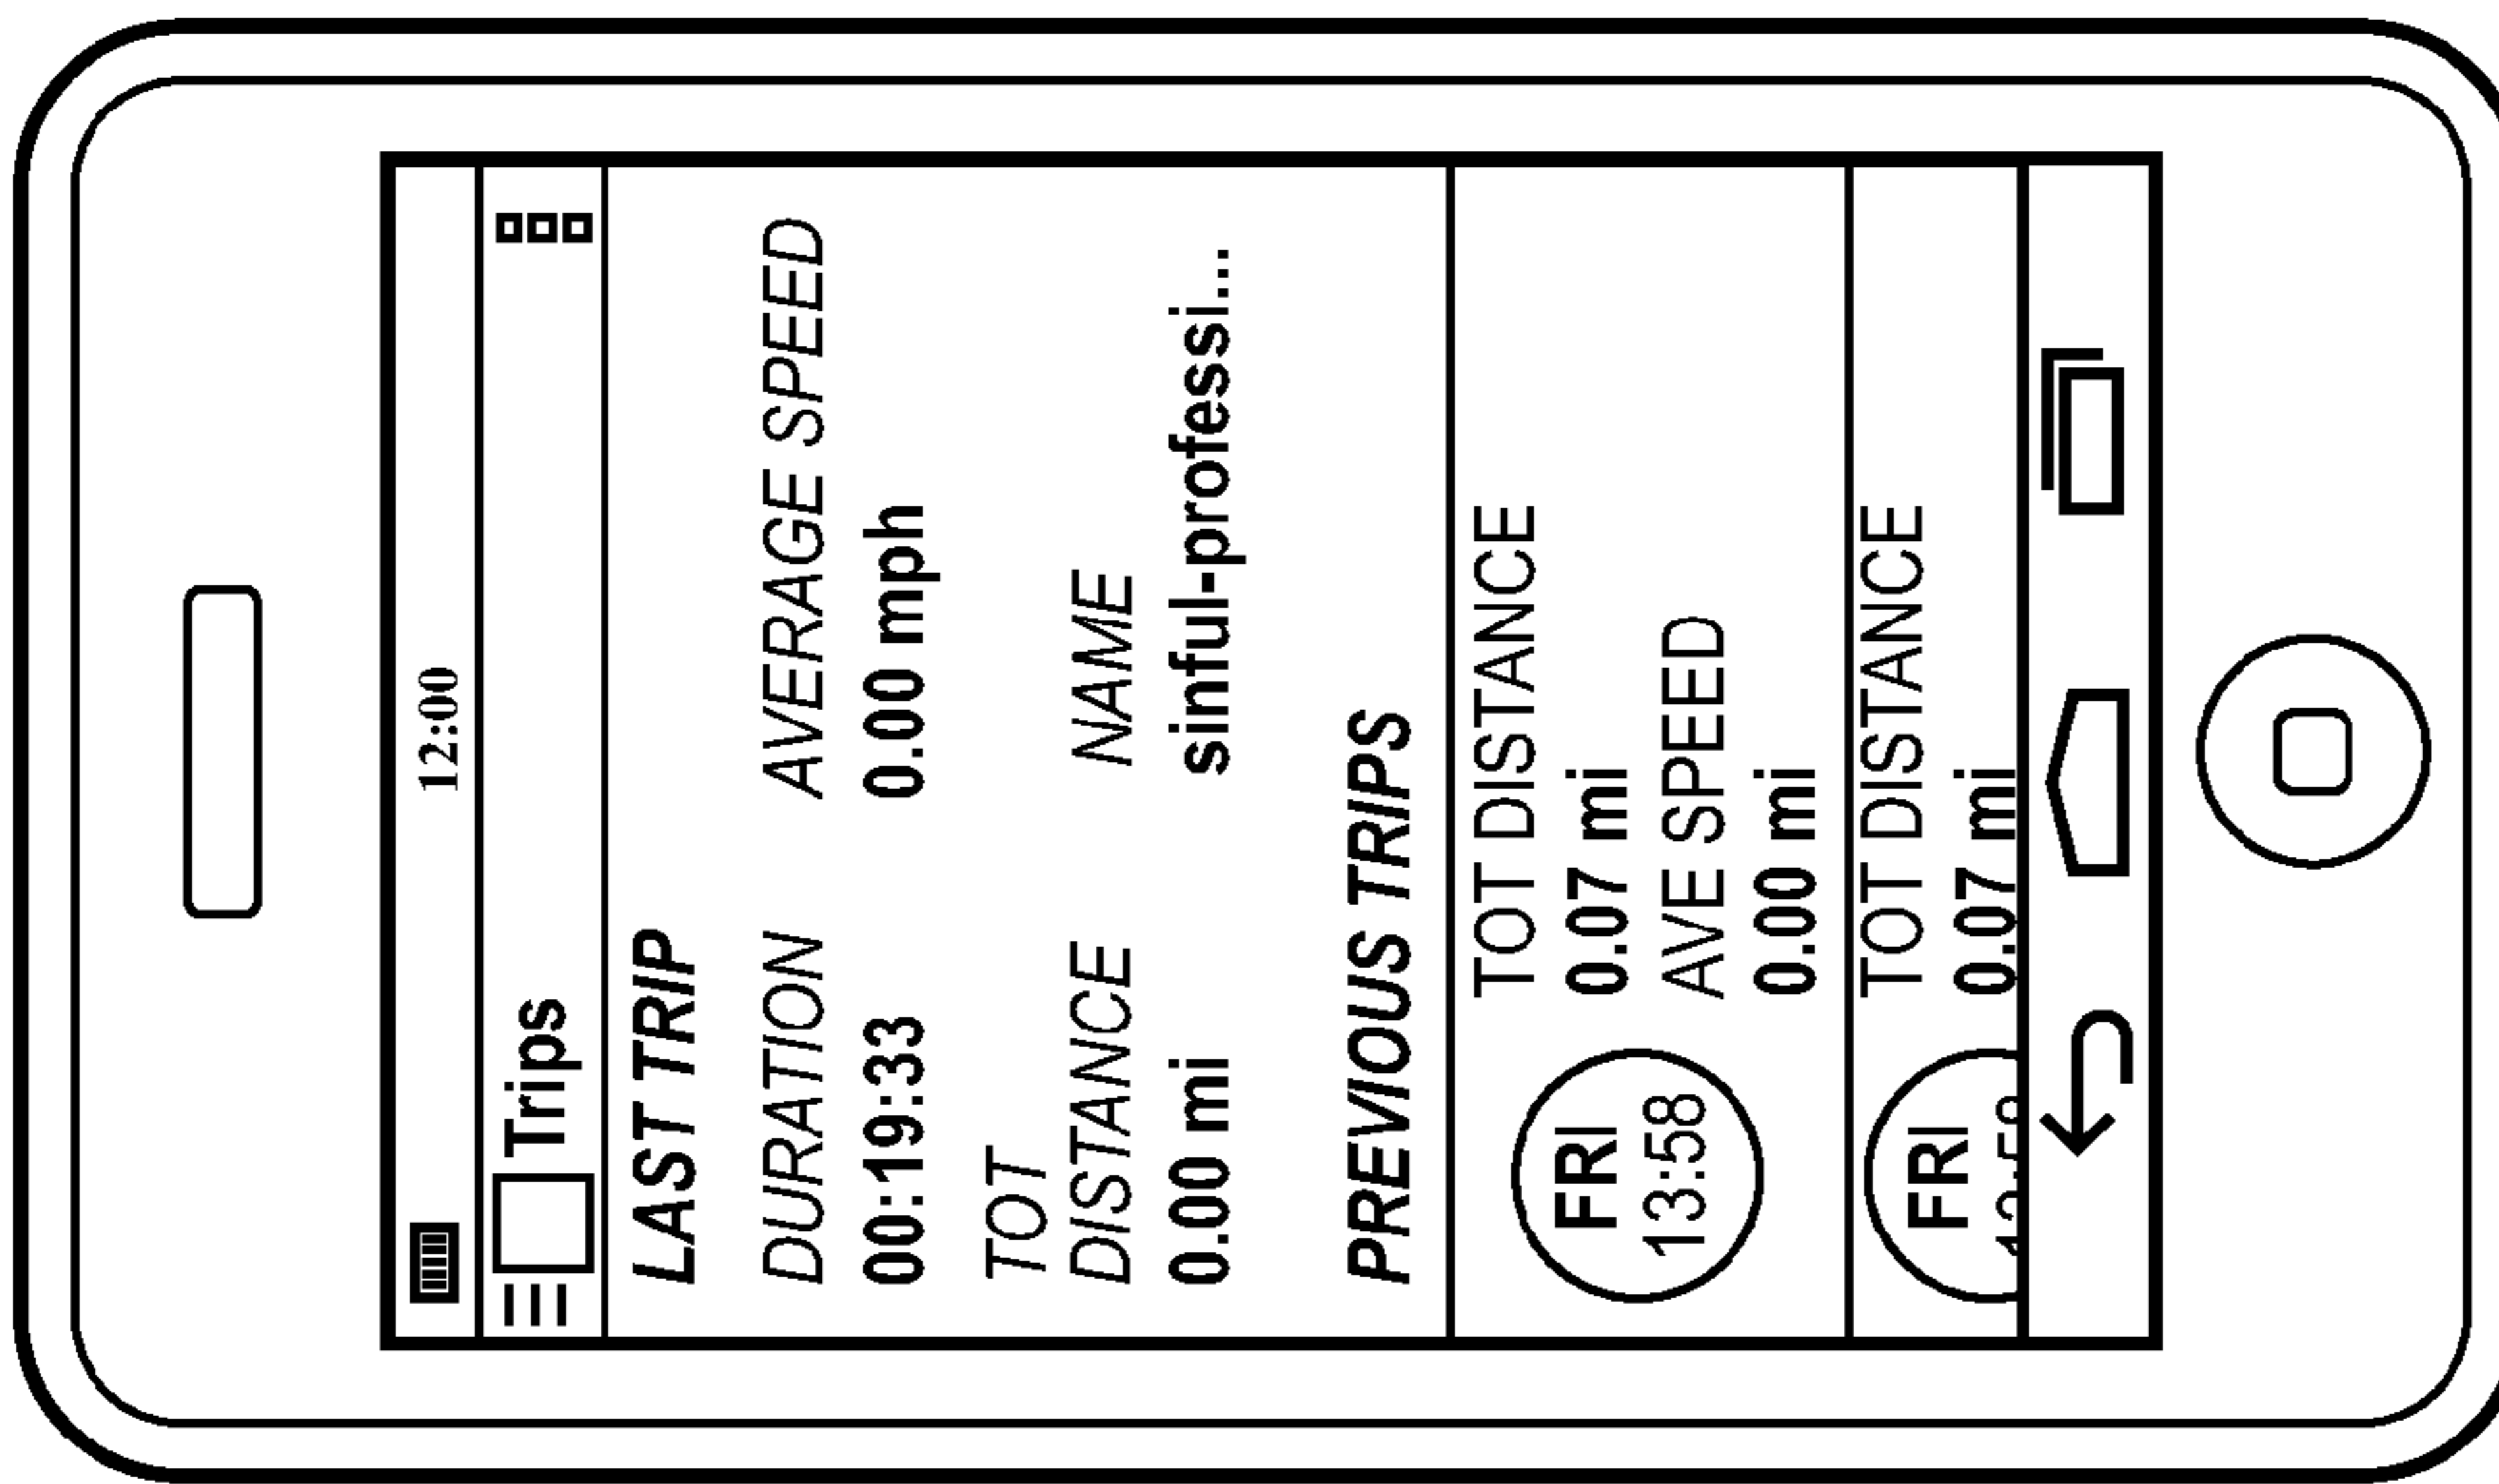 12:00
Trips
LAST TRIP
DURATION AVERAGE SPEED
00:19:33 0.00 mph
TOT
DISTANCE NAME
0.00 mi sinful-professi...
PREVIOUS TRIPS
TOT DISTANCE
FRI 0.07 mi
13:58 AVE SPEED
0.00 mi
TOT DISTANCE
FRI
0.07 mi